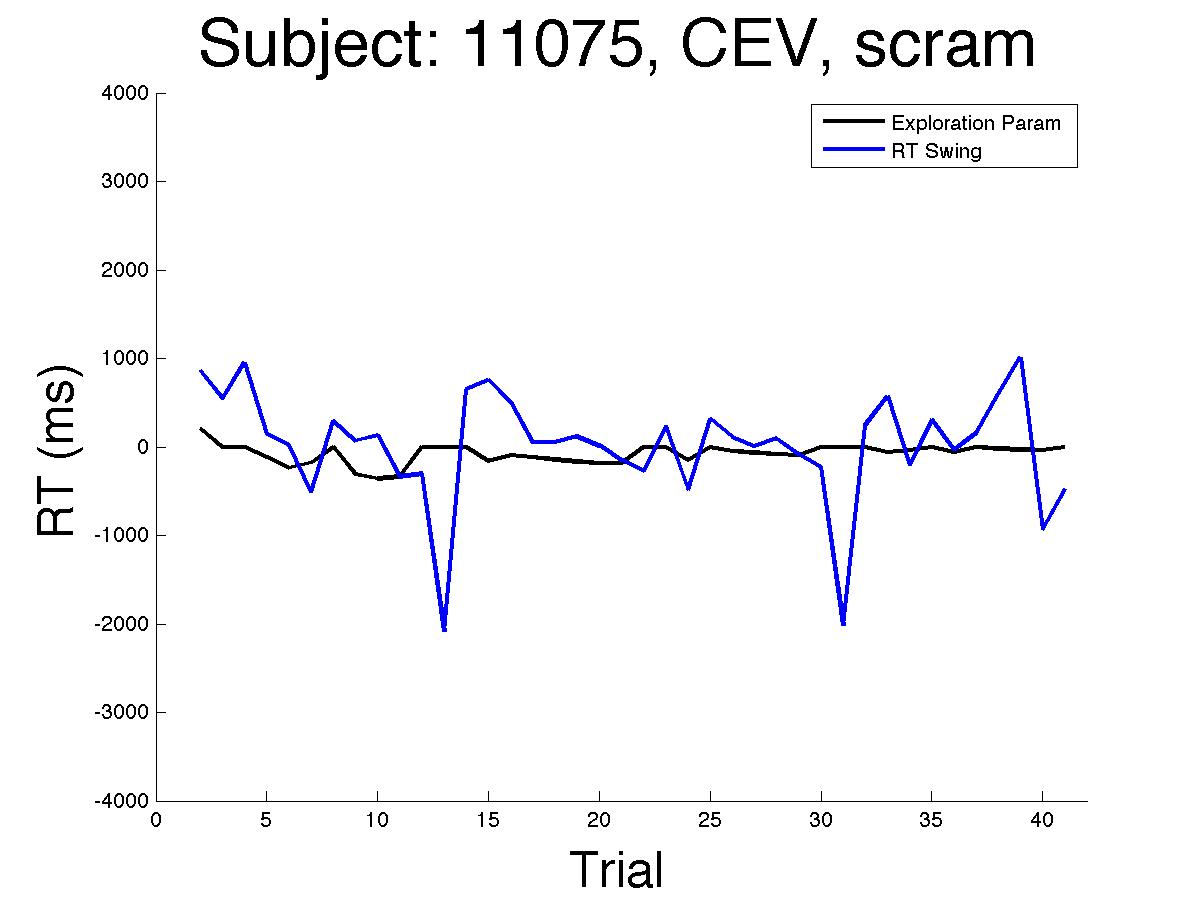 Subject: 11075, CEV, scram
4000
3000
2000
1000
0
-1000
-2000
-3000
-4000
RT (ms)
Exploration Param
RT Swing
0 5 10 15 20 25 30 35 40
Trial